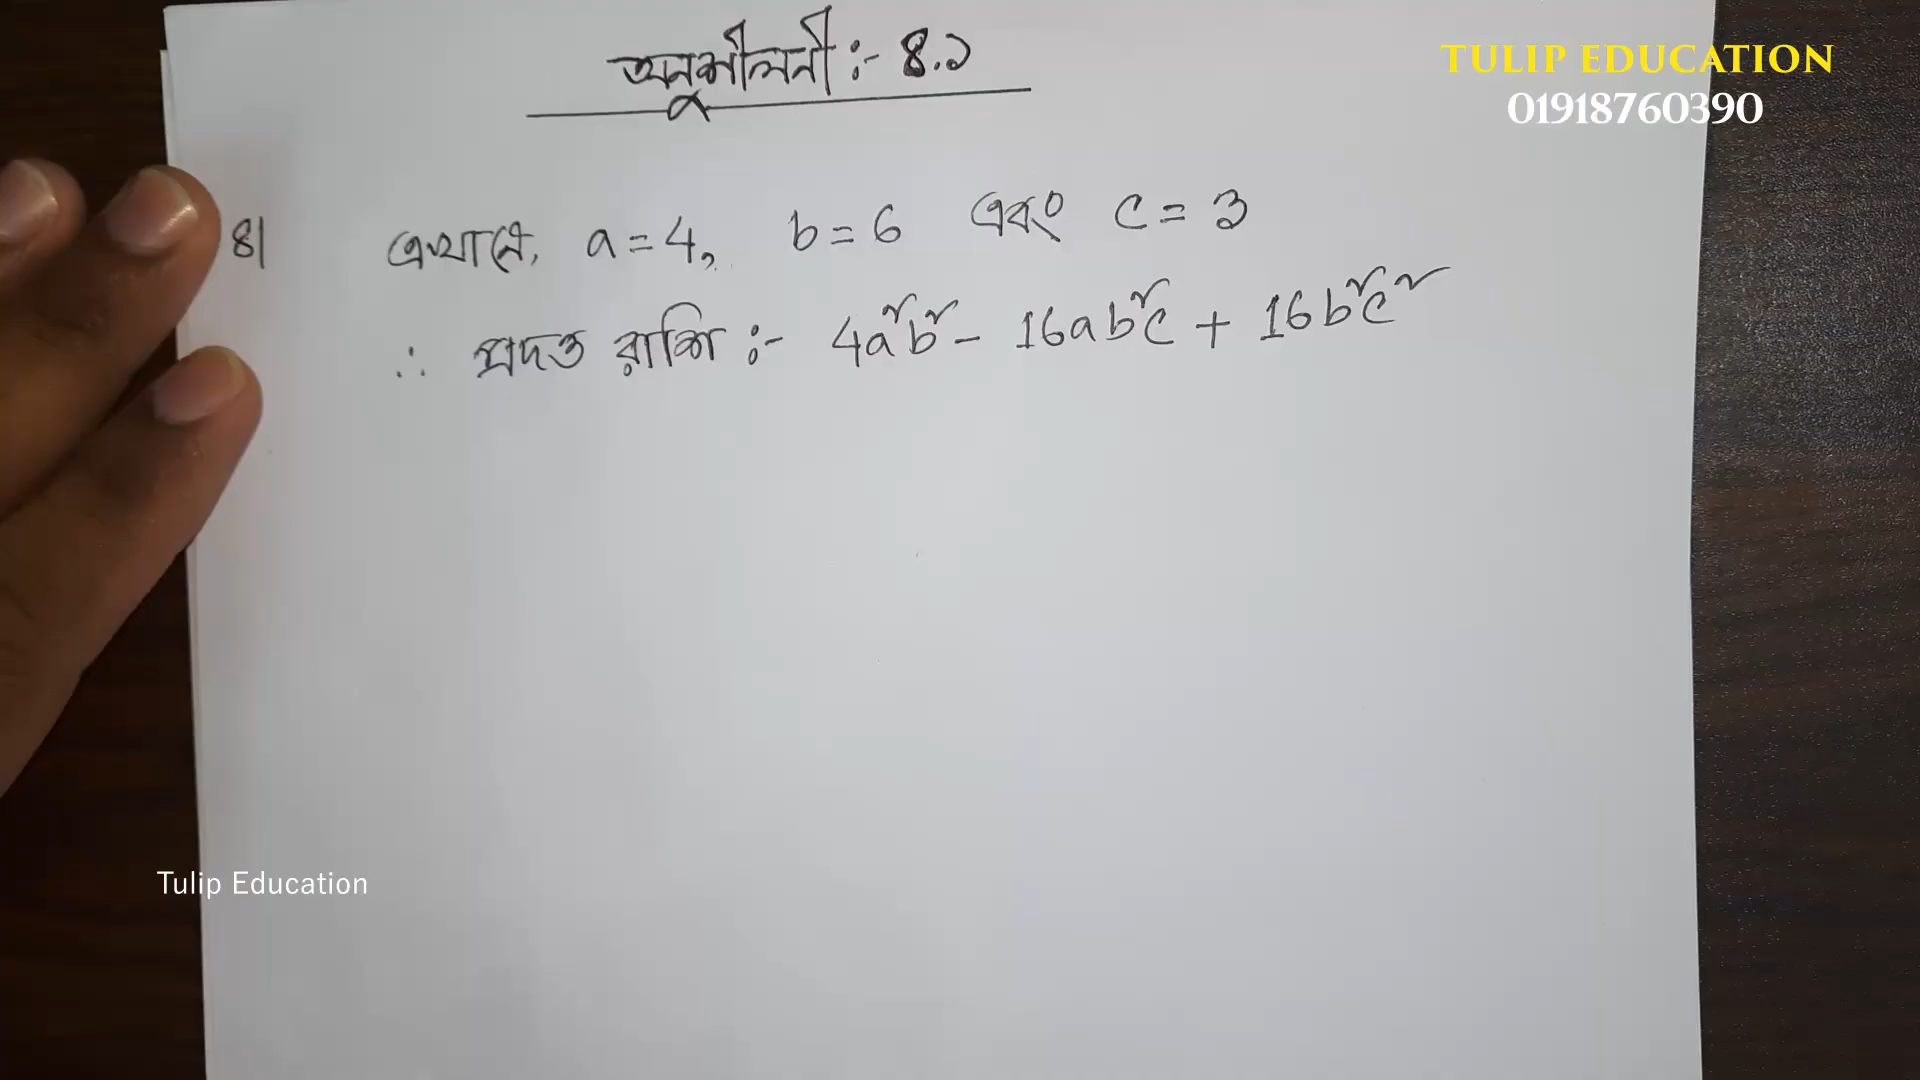 অনুশীলনী :- ৪.১
TULIP EDUCATION
01918760390
৪। এখানে, a = 4, b = 6 এবং c = 3
∴ প্রদত্ত রাশি :- 4a²b² - 16ab²c + 16b²c²
Tulip Education